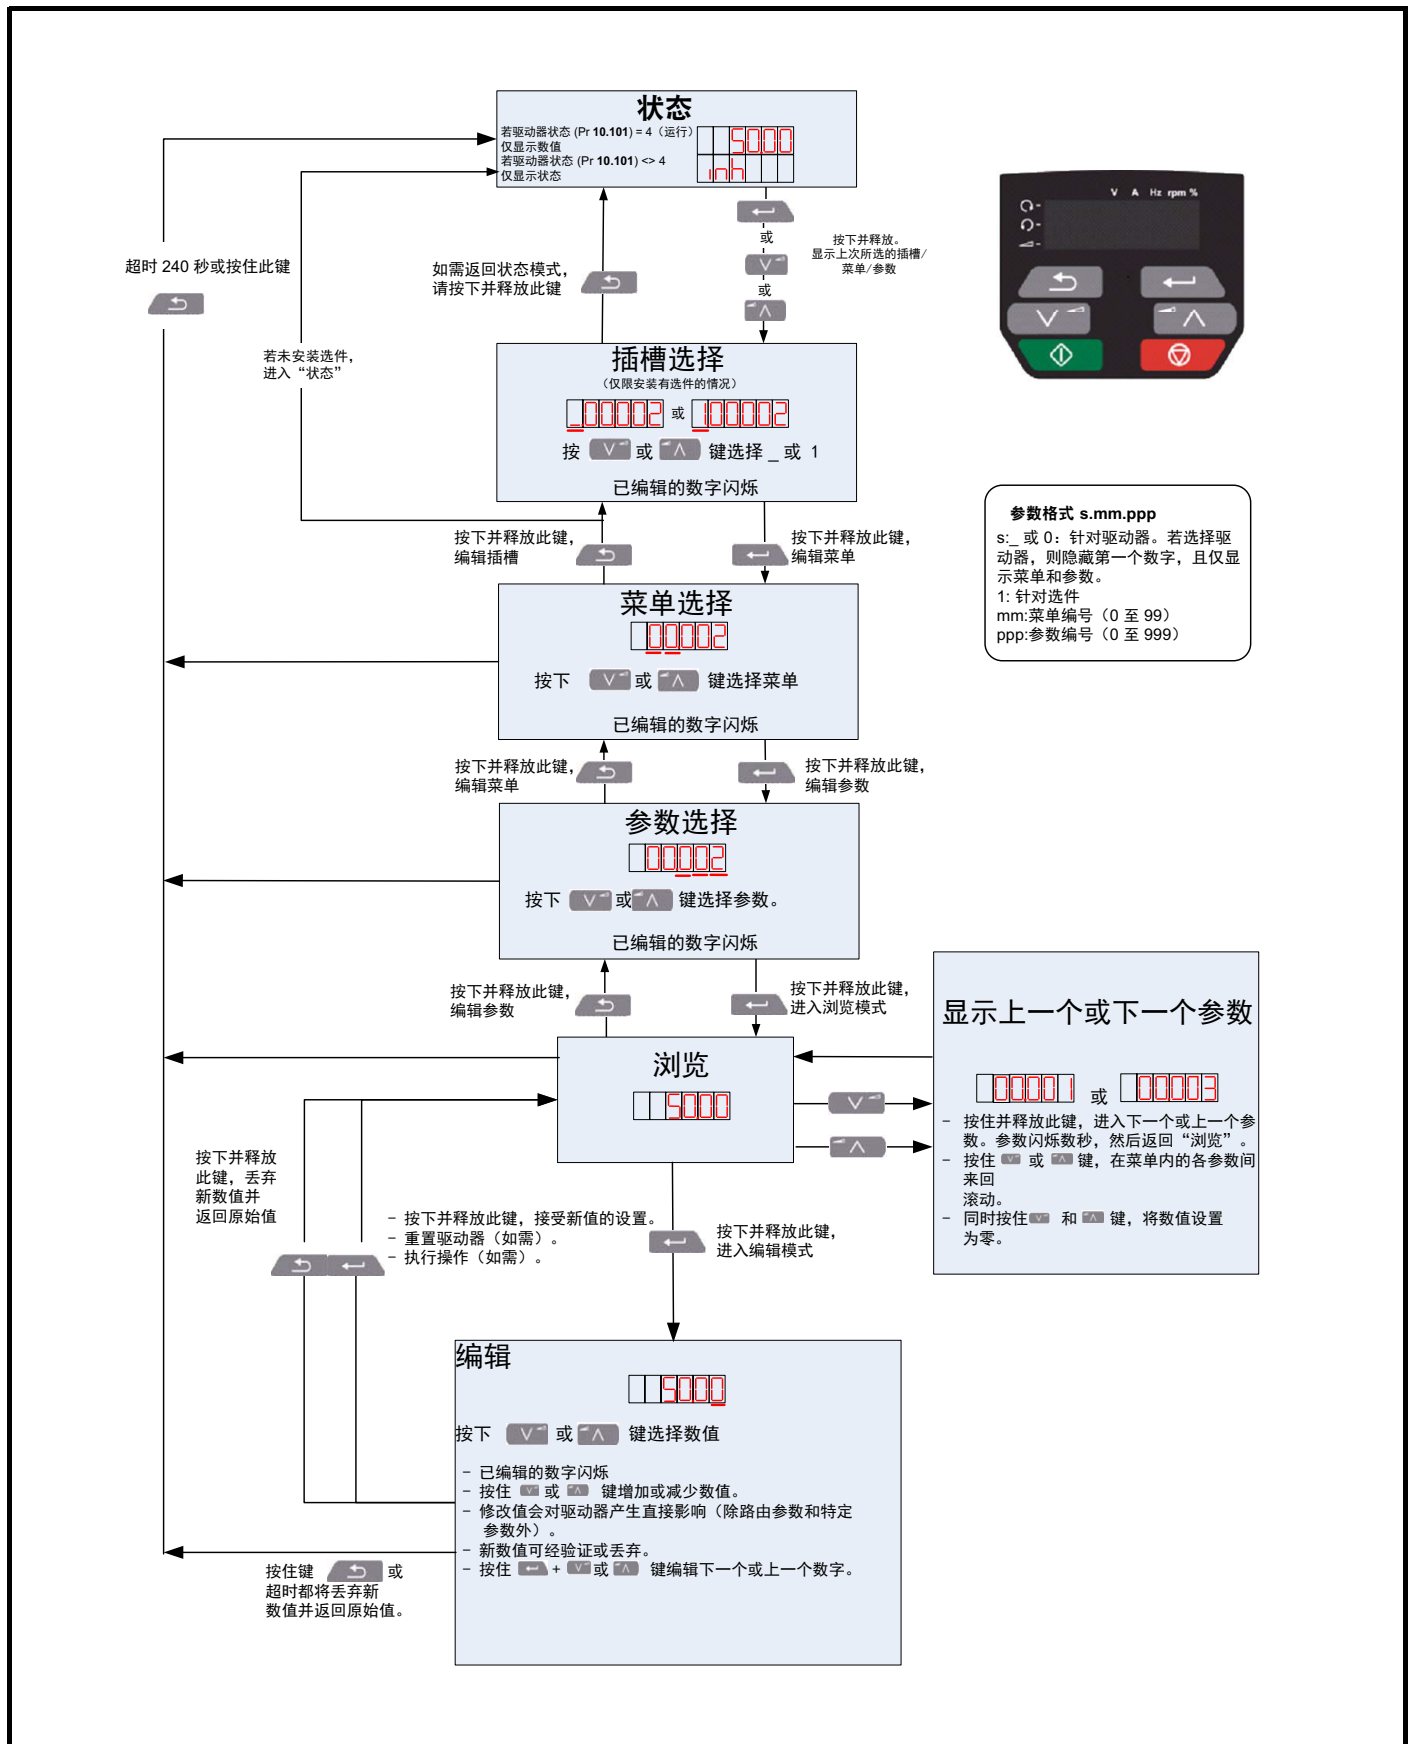 状态
若驱动器状态 (Pr 10.101) = 4（运行）
仅显示数值
若驱动器状态 (Pr 10.101) <> 4
仅显示状态
5000
inh
或
或
按下并释放。
显示上次所选的插槽/
菜单/参数
V A Hz rpm %
超时 240 秒或按住此键
如需返回状态模式，
请按下并释放此键
若未安装选件，
进入“状态”
插槽选择
（仅限安装有选件的情况）
_00002 或 100002
按 或 键选择 _ 或 1
已编辑的数字闪烁
参数格式 s.mm.ppp
s:_ 或 0：针对驱动器。若选择驱
动器，则隐藏第一个数字，且仅显
示菜单和参数。
1: 针对选件
mm:菜单编号（0 至 99）
ppp:参数编号（0 至 999）
按下并释放此键，
编辑插槽
按下并释放此键，
编辑菜单
菜单选择
00002
按下 或 键选择菜单
已编辑的数字闪烁
按下并释放此键，
编辑菜单
按下并释放此键，
编辑参数
参数选择
00002
按下 或 键选择参数。
已编辑的数字闪烁
按下并释放此键，
编辑参数
按下并释放此键，
进入浏览模式
显示上一个或下一个参数
00001 或 00003
- 按住并释放此键，进入下一个或上一个参
数。参数闪烁数秒，然后返回“浏览”。
- 按住 或 键，在菜单内的各参数间
来回
滚动。
- 同时按住 和 键，将数值设置
为零。
浏览
5000
按下并释放
此键，丢弃
新数值并
返回原始值
- 按下并释放此键，接受新值的设置。
- 重置驱动器（如需）。
- 执行操作（如需）。
按下并释放此键，
进入编辑模式
编辑
5000
按下 或 键选择数值
- 已编辑的数字闪烁
- 按住 或 键增加或减少数值。
- 修改值会对驱动器产生直接影响（除路由参数和特定
参数外）。
- 新数值可经验证或丢弃。
- 按住 + 或 键编辑下一个或上一个数字。
按住键 或
超时都将丢弃新
数值并返回原始值。